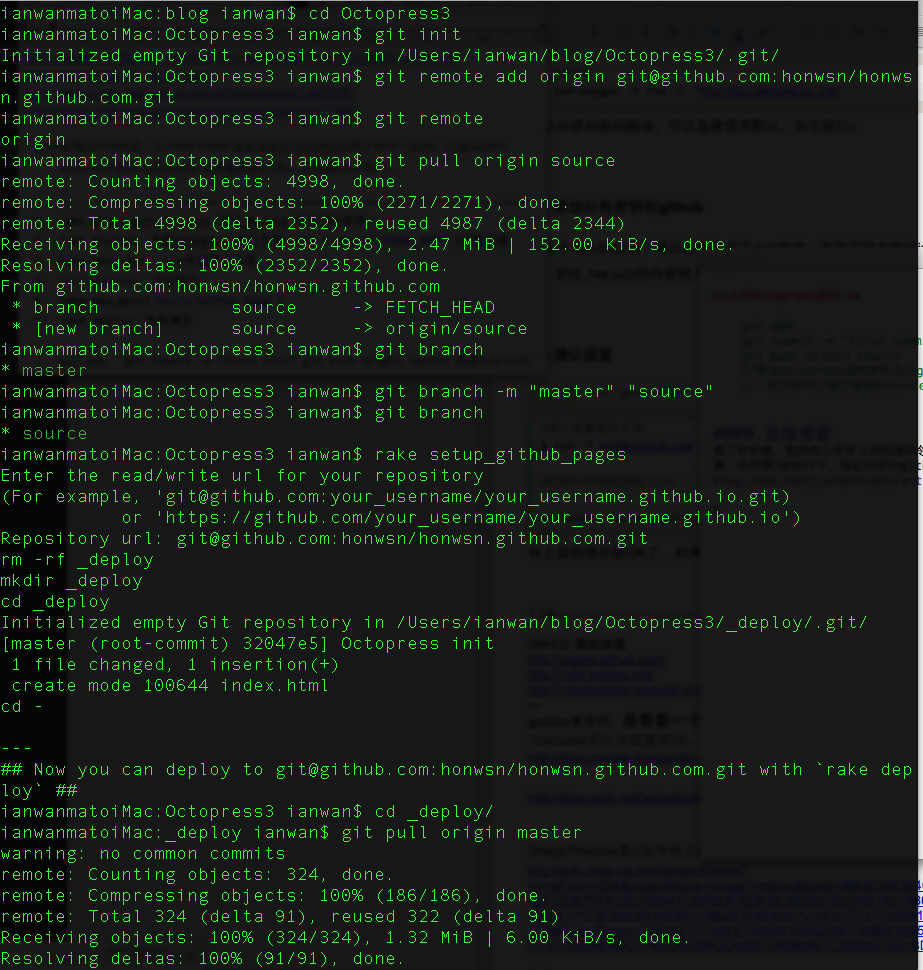 ianwanmatoiMac:blog ianwan$ cd Octopress3
ianwanmatoiMac:Octopress3 ianwan$ git init
Initialized empty Git repository in /Users/ianwan/blog/Octopress3/.git/
ianwanmatoiMac:Octopress3 ianwan$ git remote add origin git@github.com:honwsn/honws
n.github.com.git
ianwanmatoiMac:Octopress3 ianwan$ git remote
origin
ianwanmatoiMac:Octopress3 ianwan$ git pull origin source
remote: Counting objects: 4998, done.
remote: Compressing objects: 100% (2271/2271), done.
remote: Total 4998 (delta 2352), reused 4987 (delta 2344)
Receiving objects: 100% (4998/4998), 2.47 MiB | 152.00 KiB/s, done.
Resolving deltas: 100% (2352/2352), done.
From github.com:honwsn/honwsn.github.com
 * branch            source     -> FETCH_HEAD
 * [new branch]      source     -> origin/source
ianwanmatoiMac:Octopress3 ianwan$ git branch
* master
ianwanmatoiMac:Octopress3 ianwan$ git branch -m "master" "source"
ianwanmatoiMac:Octopress3 ianwan$ git branch
* source
ianwanmatoiMac:Octopress3 ianwan$ rake setup_github_pages
Enter the read/write url for your repository
(For example, 'git@github.com:your_username/your_username.github.io.git)
           or 'https://github.com/your_username/your_username.github.io')
Repository url: git@github.com:honwsn/honwsn.github.com.git
rm -rf _deploy
mkdir _deploy
cd _deploy
Initialized empty Git repository in /Users/ianwan/blog/Octopress3/_deploy/.git/
[master (root-commit) 32047e5] Octopress init
 1 file changed, 1 insertion(+)
 create mode 100644 index.html
cd -

---
## Now you can deploy to git@github.com:honwsn/honwsn.github.com.git with `rake dep
loy` ##
ianwanmatoiMac:Octopress3 ianwan$ cd _deploy/
ianwanmatoiMac:_deploy ianwan$ git pull origin master
warning: no common commits
remote: Counting objects: 324, done.
remote: Compressing objects: 100% (186/186), done.
remote: Total 324 (delta 91), reused 322 (delta 91)
Receiving objects: 100% (324/324), 1.32 MiB | 6.00 KiB/s, done.
Resolving deltas: 100% (91/91), done.